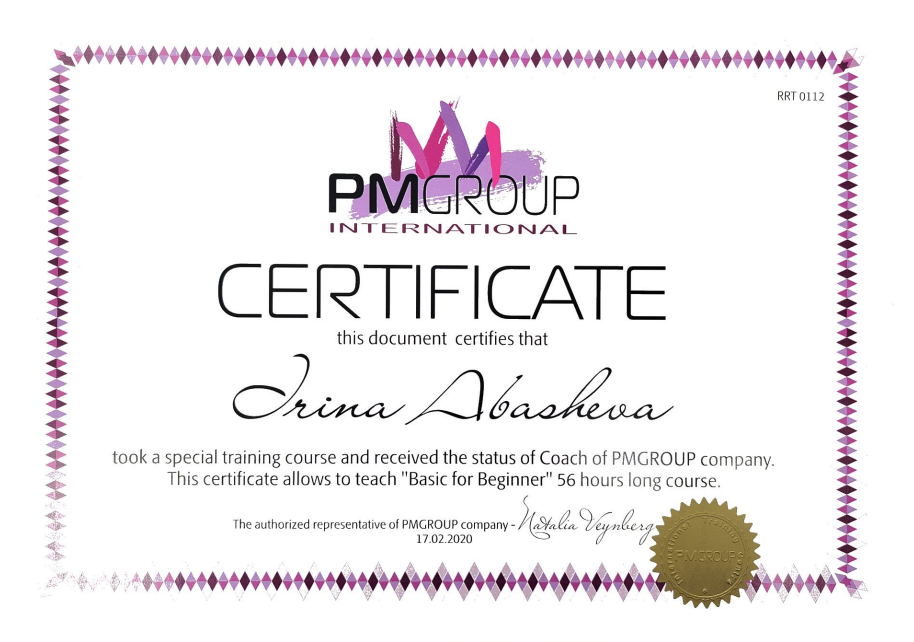 RRT 0112
PMGROUP
INTERNATIONAL
CERTIFICATE
this document certifies that
Irina Abasheva
took a special training course and received the status of Coach of PMGROUP company.
This certificate allows to teach "Basic for Beginner" 56 hours long course.
The authorized representative of PMGROUP company - Natalia Veynberg
17.02.2020
PMGROUP